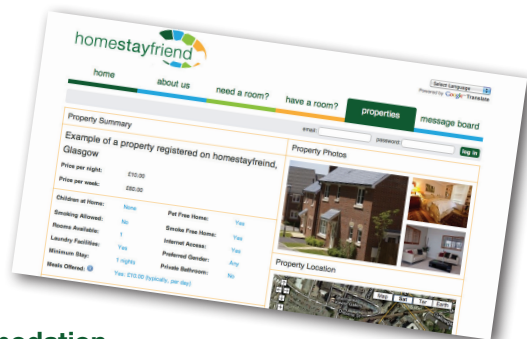 homestayfriend
Select Language
Powered by Google Translate
home
about us
need a room?
have a room?
properties
message board
email:
password:
log in
Property Summary
Example of a property registered on homestayfreind,
Glasgow
Price per night: £10.00
Price per week: £60.00
Children at Home: None Pet Free Home: Yes
Smoking Allowed: No Smoke Free Home: Yes
Rooms Available: 1 Internet Access: Yes
Laundry Facilities: Yes Preferred Gender: Any
Minimum Stay: 1 nights Private Bathroom: No
Meals Offered: Yes: £10.00 (typically, per day)
Property Photos
Property Location
Map Sat Ter Earth
modation